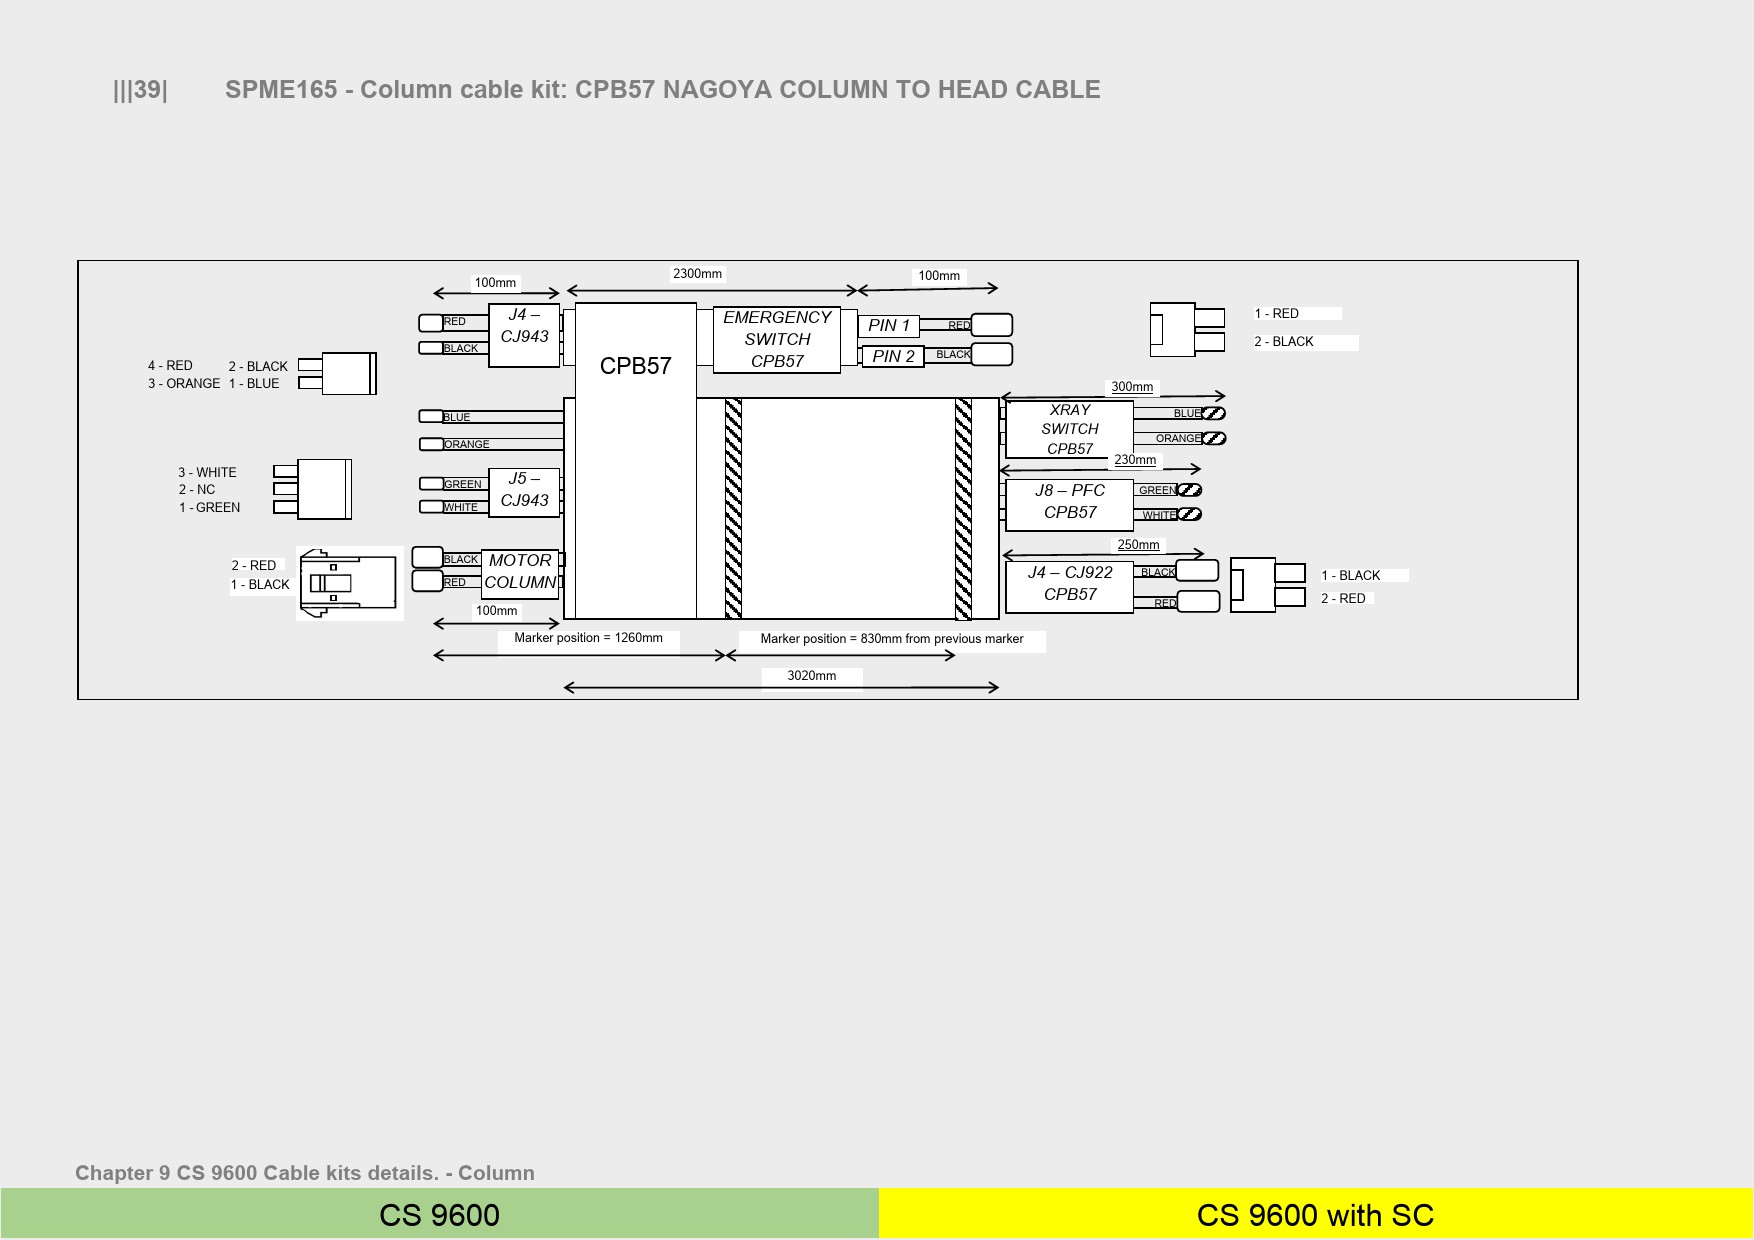 |||39| SPME165 - Column cable kit: CPB57 NAGOYA COLUMN TO HEAD CABLE
100mm
2300mm
100mm
J4 –
CJ943
RED
BLACK
CPB57
EMERGENCY
SWITCH
CPB57
PIN 1
RED
PIN 2
BLACK
1 - RED
2 - BLACK
4 - RED 2 - BLACK
3 - ORANGE 1 - BLUE
300mm
BLUE
ORANGE
XRAY
SWITCH
CPB57
BLUE
ORANGE
230mm
3 - WHITE
2 - NC
1 - GREEN
GREEN
WHITE
J5 –
CJ943
J8 – PFC
CPB57
GREEN
WHITE
250mm
2 - RED
1 - BLACK
BLACK
RED
MOTOR
COLUMN
J4 – CJ922
CPB57
BLACK
RED
1 - BLACK
2 - RED
100mm
Marker position = 1260mm
Marker position = 830mm from previous marker
3020mm
Chapter 9 CS 9600 Cable kits details. - Column
CS 9600
CS 9600 with SC